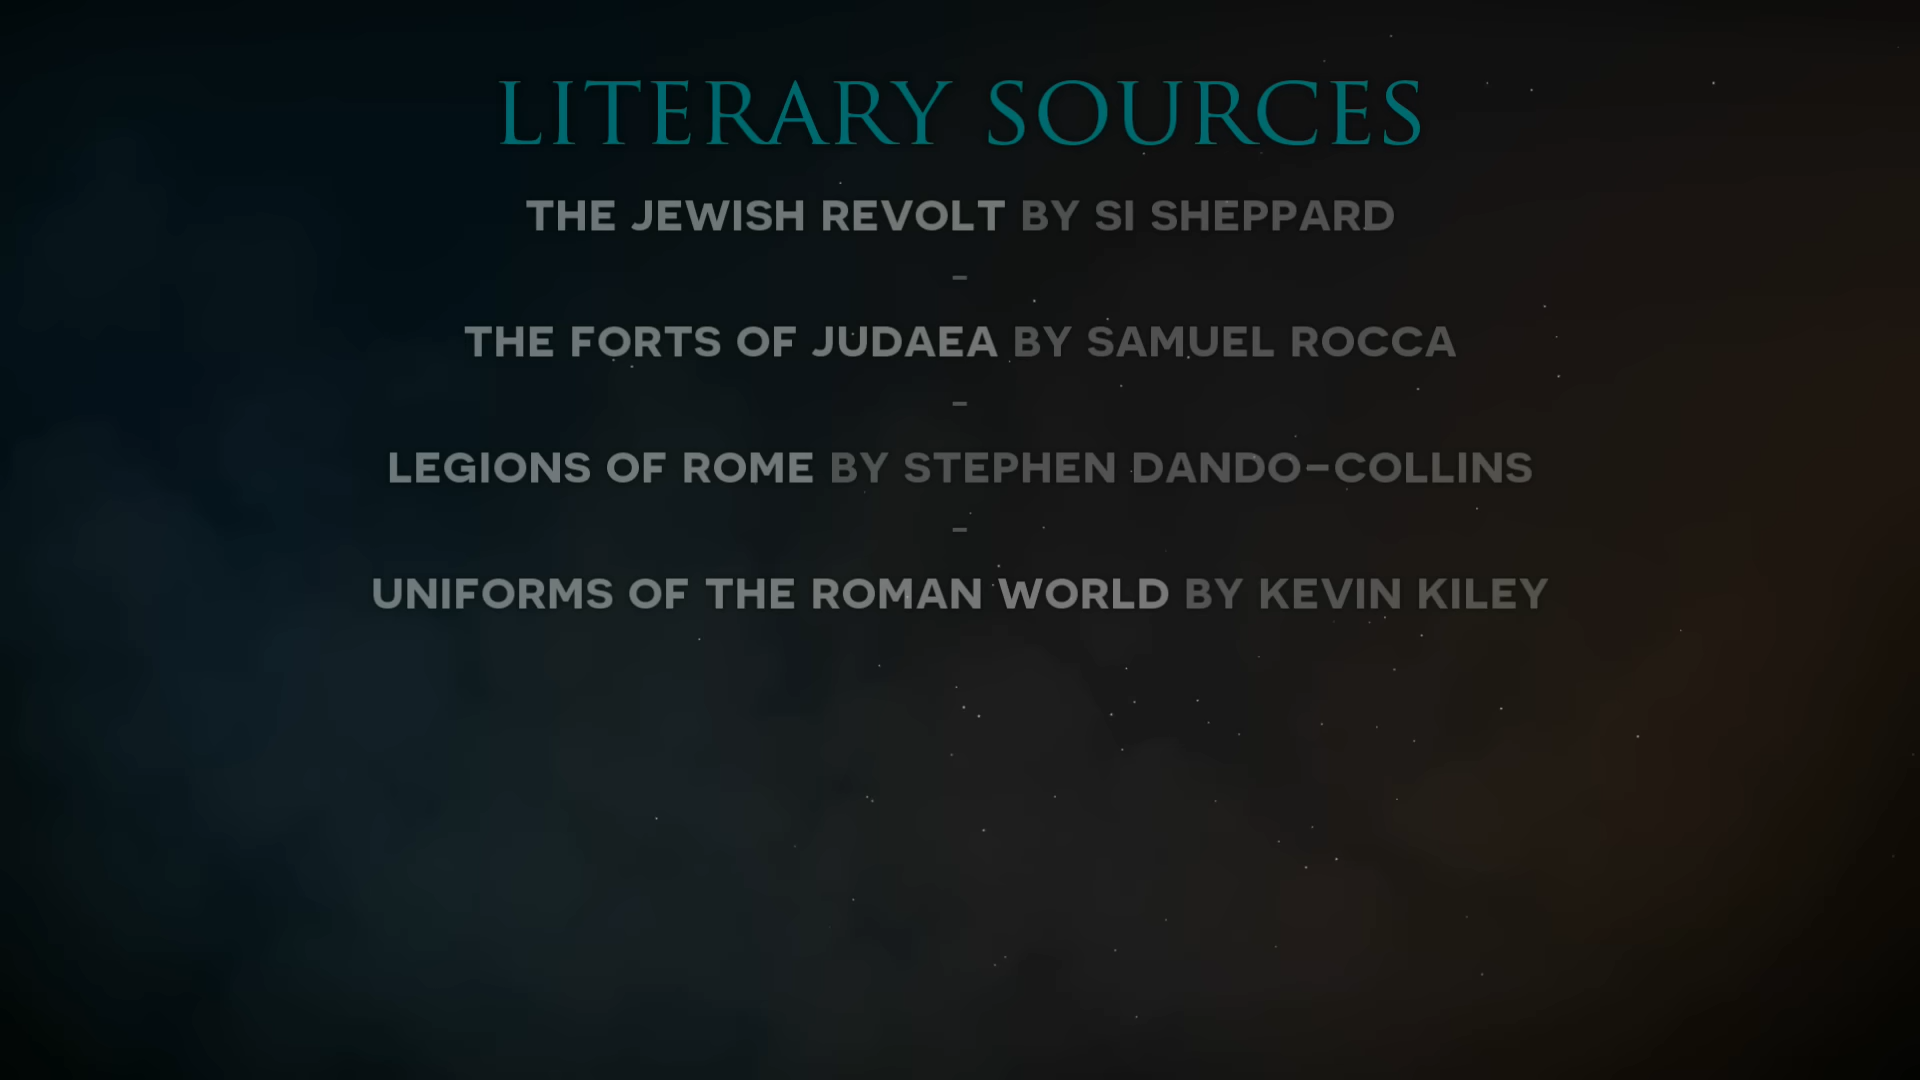 LITERARY SOURCES
THE JEWISH REVOLT BY SI SHEPPARD
-
THE FORTS OF JUDAEA BY SAMUEL ROCCA
-
LEGIONS OF ROME BY STEPHEN DANDO-COLLINS
-
UNIFORMS OF THE ROMAN WORLD BY KEVIN KILEY